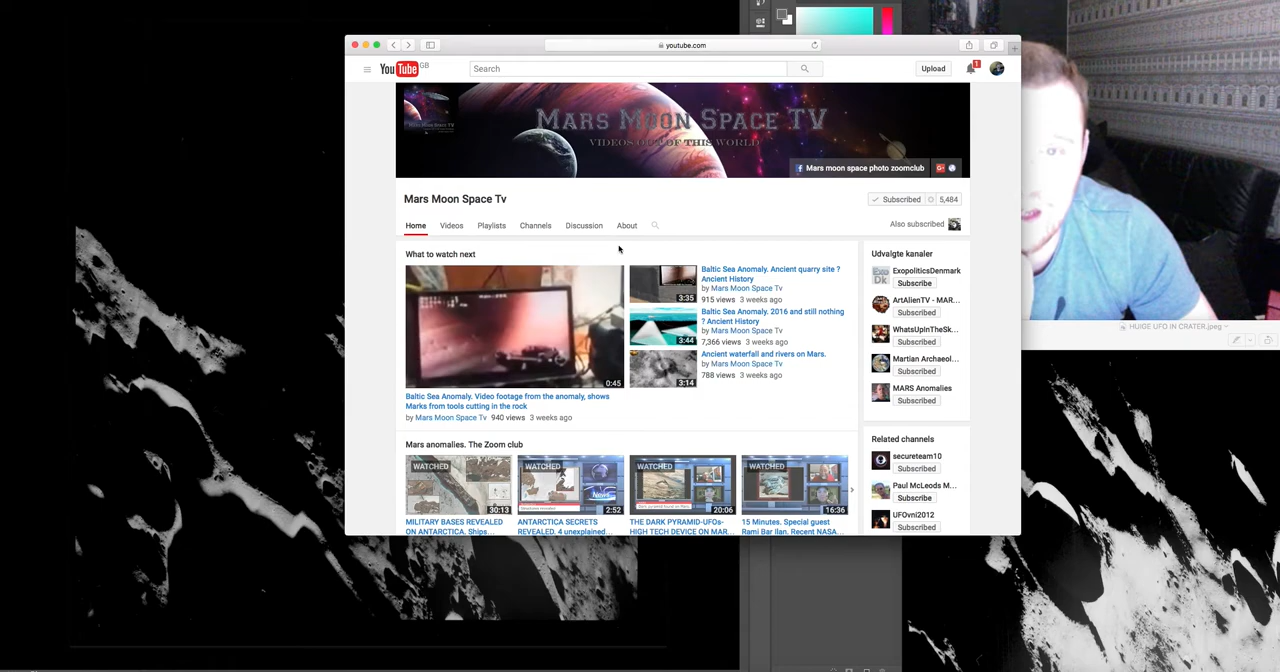 youtube.com
YouTube GB
Search
Upload
1
MARS MOON SPACE TV
VIDEOS OUT OF THIS WORLD
Mars moon space photo zoomclub
Mars Moon Space Tv
Subscribed 5,484
Home Videos Playlists Channels Discussion About
Also subscribed
What to watch next
0:45
Baltic Sea Anomaly. Video footage from the anomaly, shows
Marks from tools cutting in the rock
by Mars Moon Space Tv 940 views 3 weeks ago
3:35
Baltic Sea Anomaly. Ancient quarry site ?
Ancient History
by Mars Moon Space Tv
915 views 3 weeks ago
3:44
Baltic Sea Anomaly. 2016 and still nothing
? Ancient History
by Mars Moon Space Tv
7,366 views 3 weeks ago
3:14
Ancient waterfall and rivers on Mars.
by Mars Moon Space Tv
788 views 3 weeks ago
Mars anomalies. The Zoom club
WATCHED
30:13
MILITARY BASES REVEALED
ON ANTARCTICA. Ships...
WATCHED
News
2:52
ANTARCTICA SECRETS
REVEALED. 4 unexplained...
WATCHED
20:06
THE DARK PYRAMID-UFOs-
HIGH TECH DEVICE ON MAR...
WATCHED
16:36
15 Minutes. Special guest
Rami Bar Ilan. Recent NASA...
Udvalgte kanaler
ExopoliticsDenmark
Subscribe
ArtAlienTV - MAR...
Subscribed
WhatsUpInTheSk...
Subscribed
Martian Archaeol...
Subscribed
MARS Anomalies
Subscribed
Related channels
secureteam10
Subscribed
Paul McLeods M...
Subscribe
UFOvni2012
Subscribed
HUIGE UFO IN CRATER.jpeg